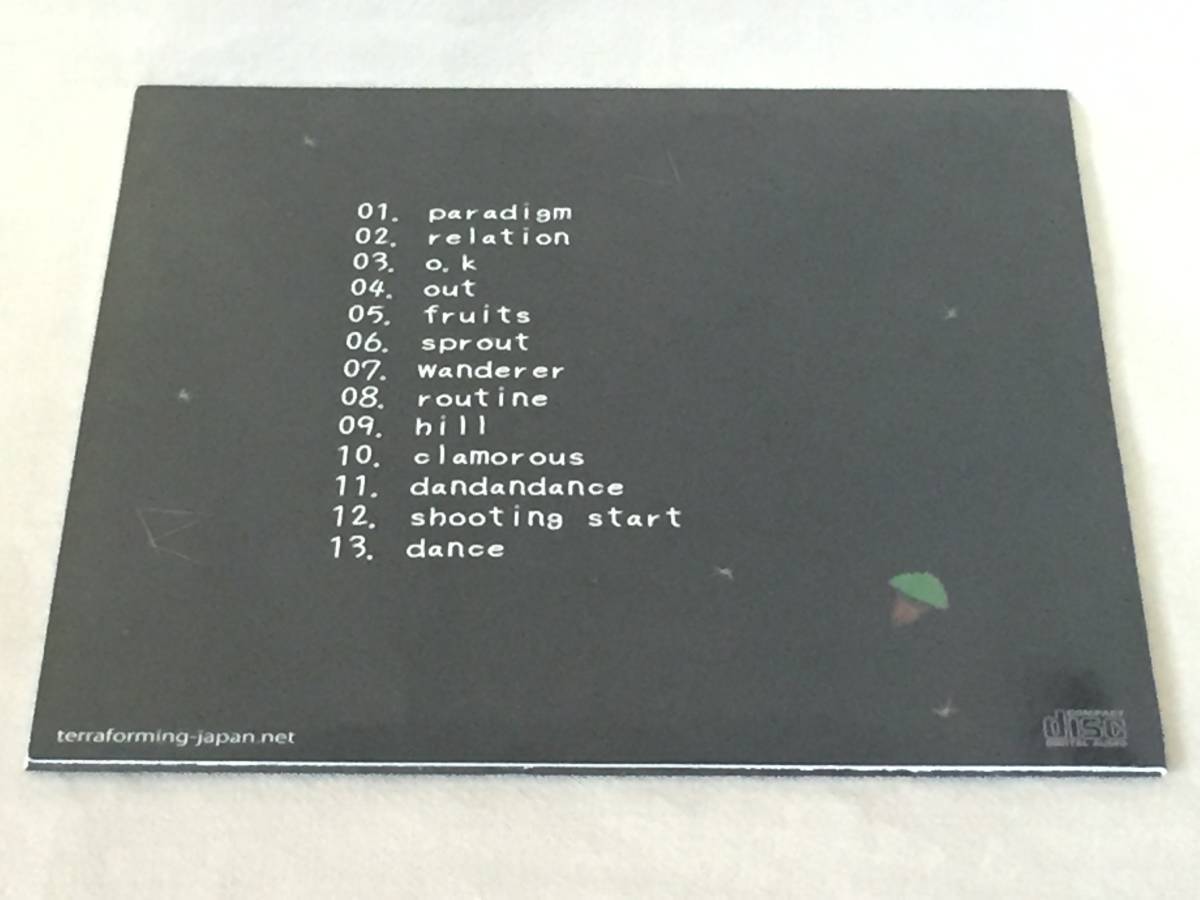 01. paradigm
02. relation
03. o.k
04. out
05. fruits
06. sprout
07. wanderer
08. routine
09. hill
10. clamorous
11. dandandance
12. shooting start
13. dance
terraforming-japan.net
COMPACT
disc
DIGITAL AUDIO